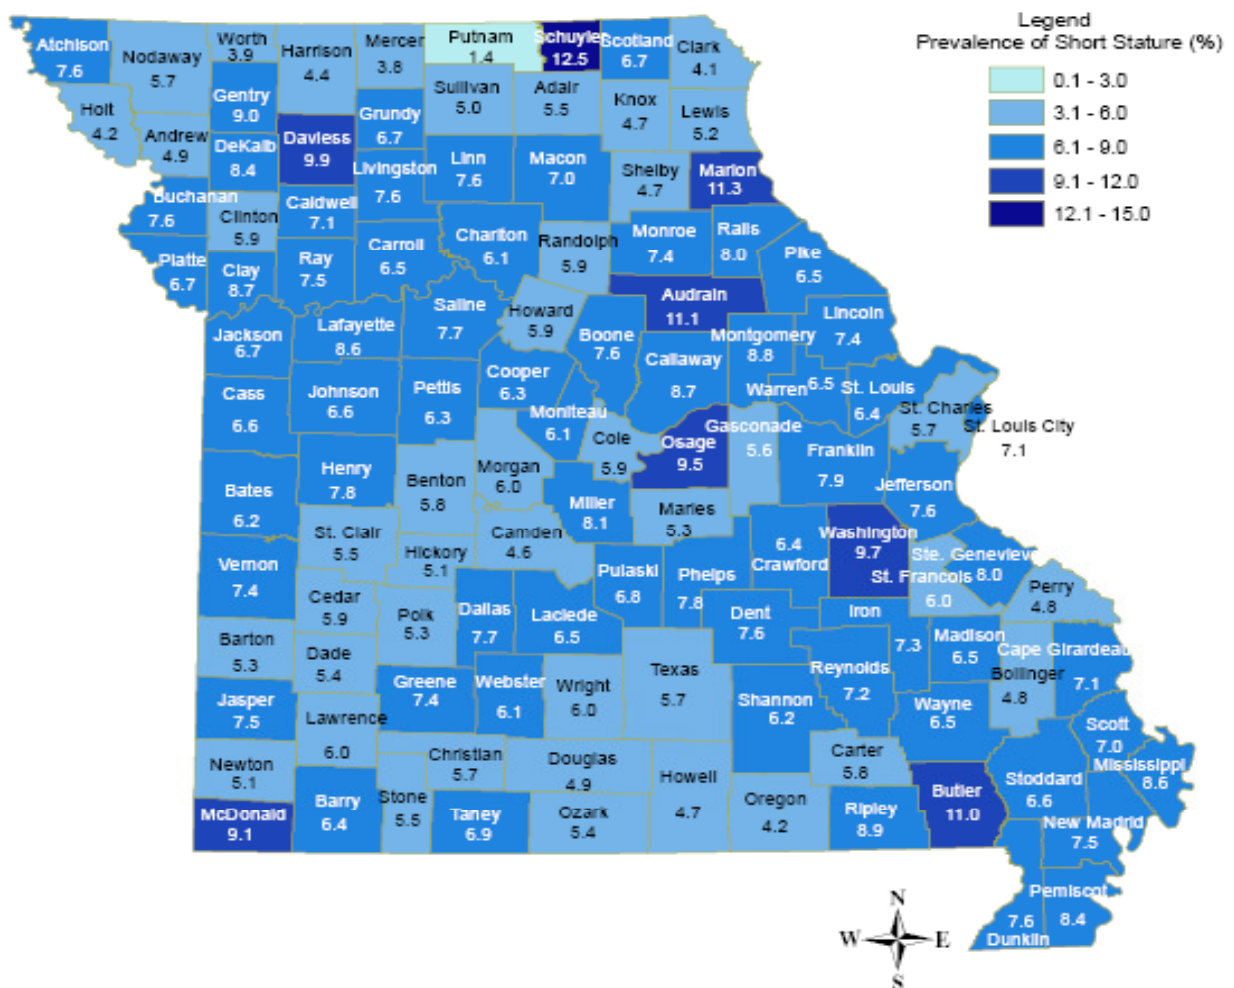 Legend
Prevalence of Short Stature (%)
0.1 - 3.0
3.1 - 6.0
6.1 - 9.0
9.1 - 12.0
12.1 - 15.0
Atchison
7.6
Nodaway
5.7
Worth
3.9
Harrison
4.4
Mercer
3.8
Putnam
1.4
Schuyler
12.5
Scotland
6.7
Clark
4.1
Holt
4.2
Andrew
4.9
Gentry
9.0
DeKalb
8.4
Daviess
9.9
Grundy
6.7
Livingston
7.6
Sullivan
5.0
Adair
5.5
Knox
4.7
Lewis
5.2
Linn
7.6
Macon
7.0
Shelby
4.7
Marion
11.3
Buchanan
7.6
Clinton
5.9
Caldwell
7.1
Platte
6.7
Clay
8.7
Ray
7.5
Carroll
6.5
Chariton
6.1
Randolph
5.9
Monroe
7.4
Ralls
8.0
Pike
6.5
Audrain
11.1
Jackson
6.7
Lafayette
8.6
Saline
7.7
Howard
5.9
Boone
7.6
Callaway
8.7
Montgomery
8.8
Lincoln
7.4
Cass
6.6
Johnson
6.6
Pettis
6.3
Cooper
6.3
Moniteau
6.1
Cole
5.9
Osage
9.5
Gasconade
5.6
Warren
6.5
St. Louis
6.4
St. Charles
5.7
St. Louis City
7.1
Franklin
7.9
Jefferson
7.6
Bates
6.2
Henry
7.8
Benton
5.8
Morgan
6.0
Miller
8.1
Maries
5.3
St. Clair
5.5
Hickory
5.1
Camden
4.6
Vernon
7.4
Cedar
5.9
Polk
5.3
Dallas
7.7
Laclede
6.5
Pulaski
6.8
Phelps
7.8
6.4
Crawford
Washington
9.7
Ste. Genevieve
8.0
St. Francois
6.0
Perry
4.8
Dent
7.6
Iron
7.3
Madison
6.5
Cape Girardeau
7.1
Bollinger
4.8
Barton
5.3
Dade
5.4
Jasper
7.5
Lawrence
6.0
Greene
7.4
Webster
6.1
Wright
6.0
Texas
5.7
Shannon
6.2
Reynolds
7.2
Wayne
6.5
Scott
7.0
Mississippi
8.6
Newton
5.1
McDonald
9.1
Barry
6.4
Stone
5.5
Christian
5.7
Taney
6.9
Douglas
4.9
Ozark
5.4
Howell
4.7
Oregon
4.2
Carter
5.8
Ripley
8.9
Butler
11.0
Stoddard
6.6
New Madrid
7.5
Pemiscot
8.4
7.6
Dunklin
N
W
E
S